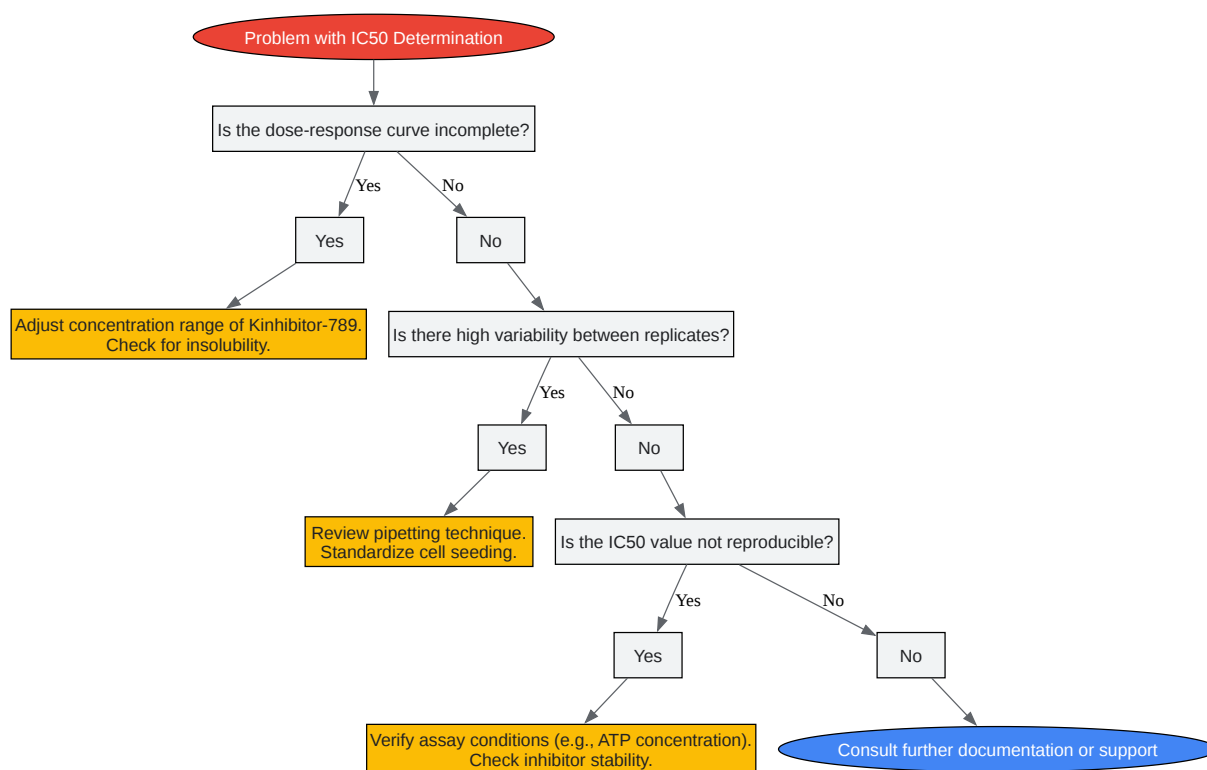 Problem with IC50 Determination
Is the dose-response curve incomplete?
Yes
No
Yes
No
Adjust concentration range of Kinhibitor-789.
Check for insolubility.
Is there high variability between replicates?
Yes
No
Yes
No
Review pipetting technique.
Standardize cell seeding.
Is the IC50 value not reproducible?
Yes
No
Yes
No
Verify assay conditions (e.g., ATP concentration).
Check inhibitor stability.
Consult further documentation or support